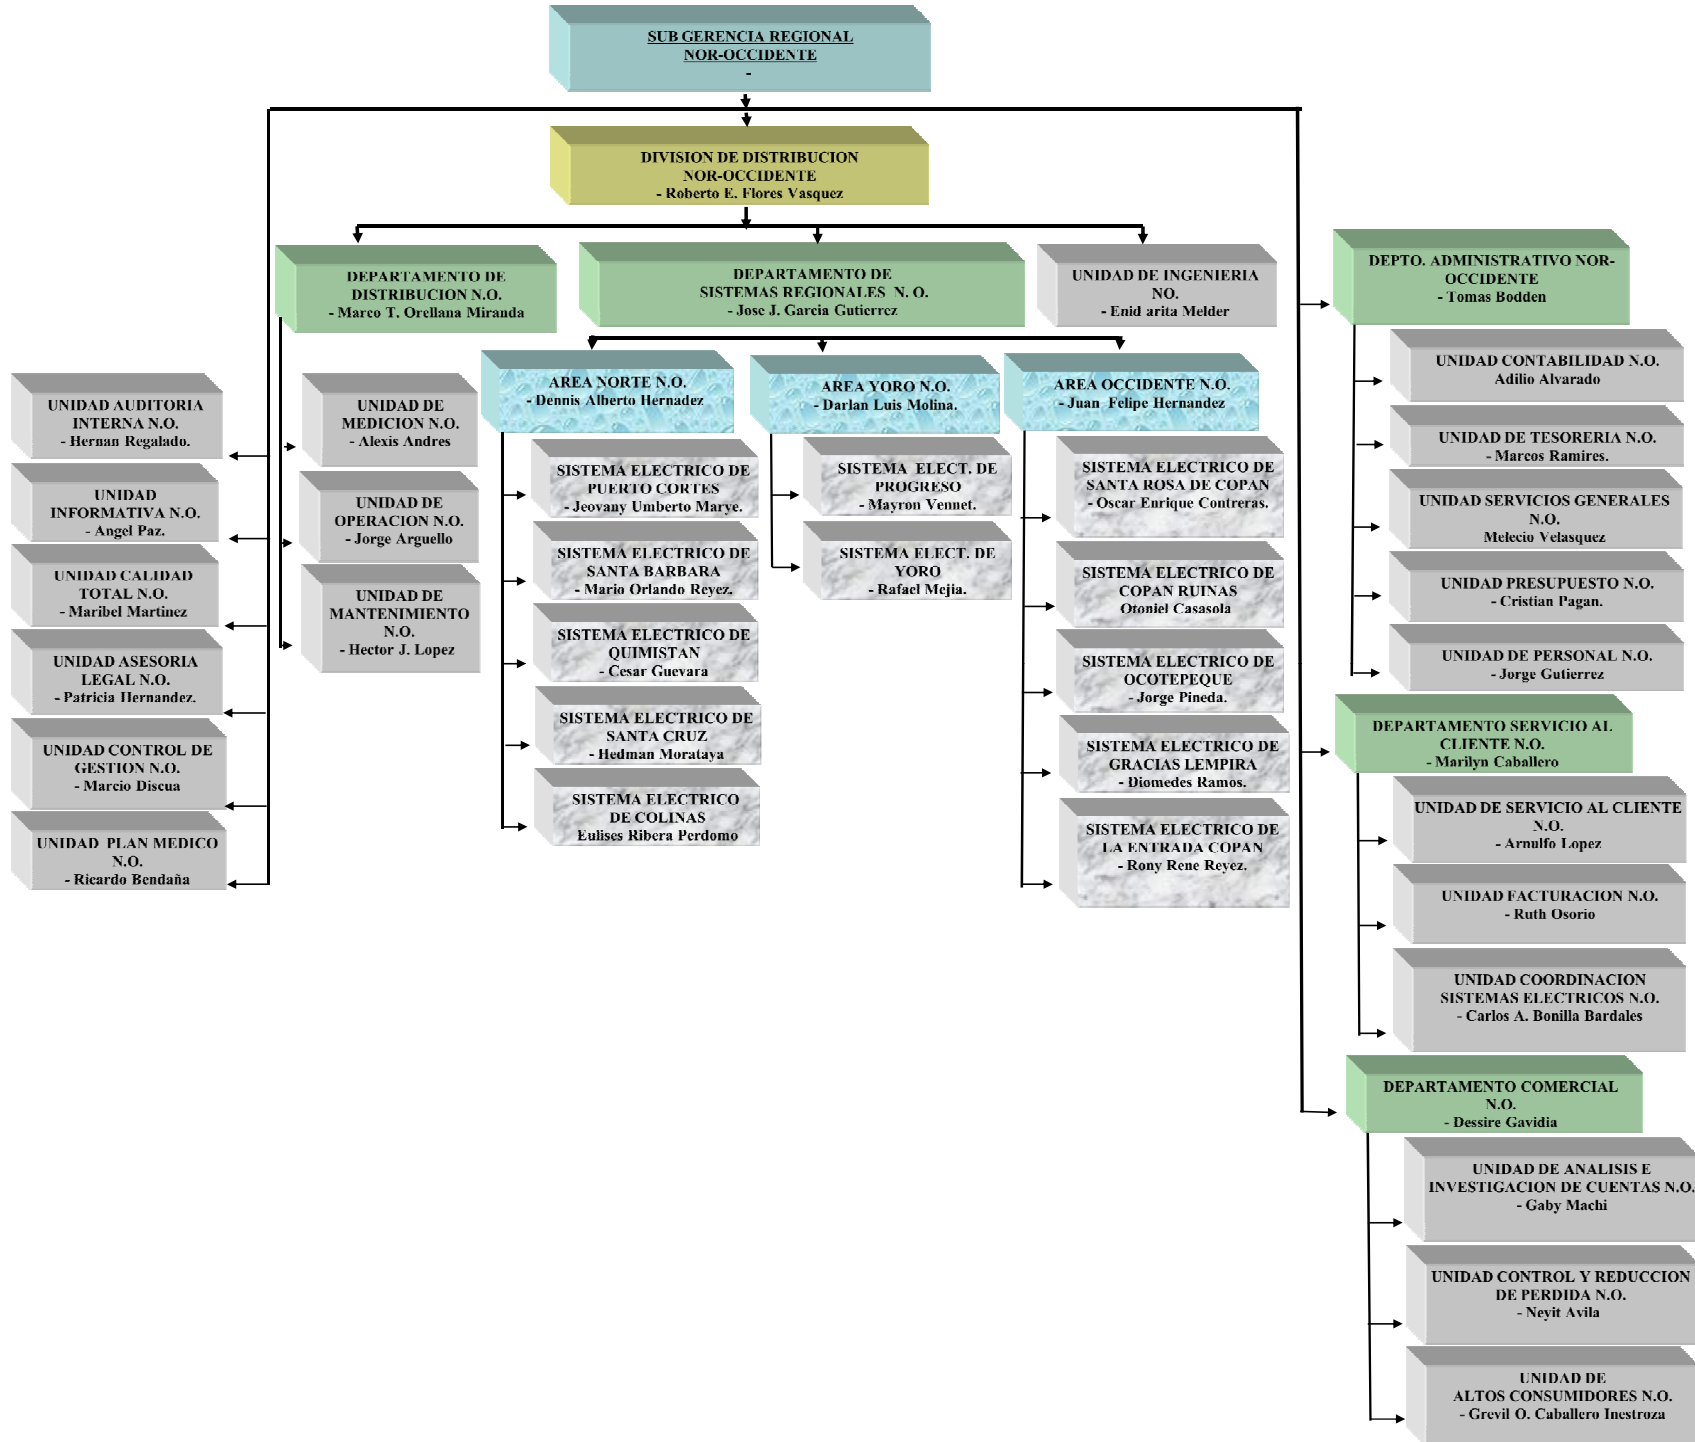 SUB GERENCIA REGIONAL
NOR-OCCIDENTE
-
DIVISION DE DISTRIBUCION
NOR-OCCIDENTE
- Roberto E. Flores Vasquez
DEPARTAMENTO DE
DISTRIBUCION N.O.
- Marco T. Orellana Miranda
DEPARTAMENTO DE
SISTEMAS REGIONALES N. O.
- Jose J. Garcia Gutierrez
UNIDAD DE INGENIERIA
NO.
- Enid arita Melder
UNIDAD AUDITORIA
INTERNA N.O.
- Hernan Regalado.
UNIDAD
INFORMATIVA N.O.
- Angel Paz.
UNIDAD CALIDAD
TOTAL N.O.
- Maribel Martinez
UNIDAD ASESORIA
LEGAL N.O.
- Patricia Hernandez.
UNIDAD CONTROL DE
GESTION N.O.
- Marcio Discua
UNIDAD PLAN MEDICO
N.O.
- Ricardo Bendaña
UNIDAD DE
MEDICION N.O.
- Alexis Andres
UNIDAD DE
OPERACION N.O.
- Jorge Arguello
UNIDAD DE
MANTENIMIENTO
N.O.
- Hector J. Lopez
AREA NORTE N.O.
- Dennis Alberto Hernadez
SISTEMA ELECTRICO DE
PUERTO CORTES
- Jeovany Umberto Marye.
SISTEMA ELECTRICO DE
SANTA BARBARA
- Mario Orlando Reyez.
SISTEMA ELECTRICO DE
QUIMISTAN
- Cesar Guevara
SISTEMA ELECTRICO DE
SANTA CRUZ
- Hedman Morataya
SISTEMA ELECTRICO
DE COLINAS
Eulises Ribera Perdomo
AREA YORO N.O.
- Darlan Luis Molina.
SISTEMA ELECT. DE
PROGRESO
- Mayron Vennet.
SISTEMA ELECT. DE
YORO
- Rafael Mejia.
AREA OCCIDENTE N.O.
- Juan Felipe Hernandez
SISTEMA ELECTRICO DE
SANTA ROSA DE COPAN
- Oscar Enrique Contreras.
SISTEMA ELECTRICO DE
COPAN RUINAS
Otoniel Casasola
SISTEMA ELECTRICO DE
OCOTEPEQUE
- Jorge Pineda.
SISTEMA ELECTRICO DE
GRACIAS LEMPIRA
- Diomedes Ramos.
SISTEMA ELECTRICO DE
LA ENTRADA COPAN
- Rony Rene Reyez.
DEPTO. ADMINISTRATIVO NOR-
OCCIDENTE
- Tomas Bodden
UNIDAD CONTABILIDAD N.O.
Adilio Alvarado
UNIDAD DE TESORERIA N.O.
- Marcos Ramires.
UNIDAD SERVICIOS GENERALES
N.O.
Melecio Velasquez
UNIDAD PRESUPUESTO N.O.
- Cristian Pagan.
UNIDAD DE PERSONAL N.O.
- Jorge Gutierrez
DEPARTAMENTO SERVICIO AL
CLIENTE N.O.
- Marilyn Caballero
UNIDAD DE SERVICIO AL CLIENTE
N.O.
- Arnulfo Lopez
UNIDAD FACTURACION N.O.
- Ruth Osorio
UNIDAD COORDINACION
SISTEMAS ELECTRICOS N.O.
- Carlos A. Bonilla Bardales
DEPARTAMENTO COMERCIAL
N.O.
- Dessire Gavidia
UNIDAD DE ANALISIS E
INVESTIGACION DE CUENTAS N.O.
- Gaby Machi
UNIDAD CONTROL Y REDUCCION
DE PERDIDA N.O.
- Neyit Avila
UNIDAD DE
ALTOS CONSUMIDORES N.O.
- Grevil O. Caballero Inestroza